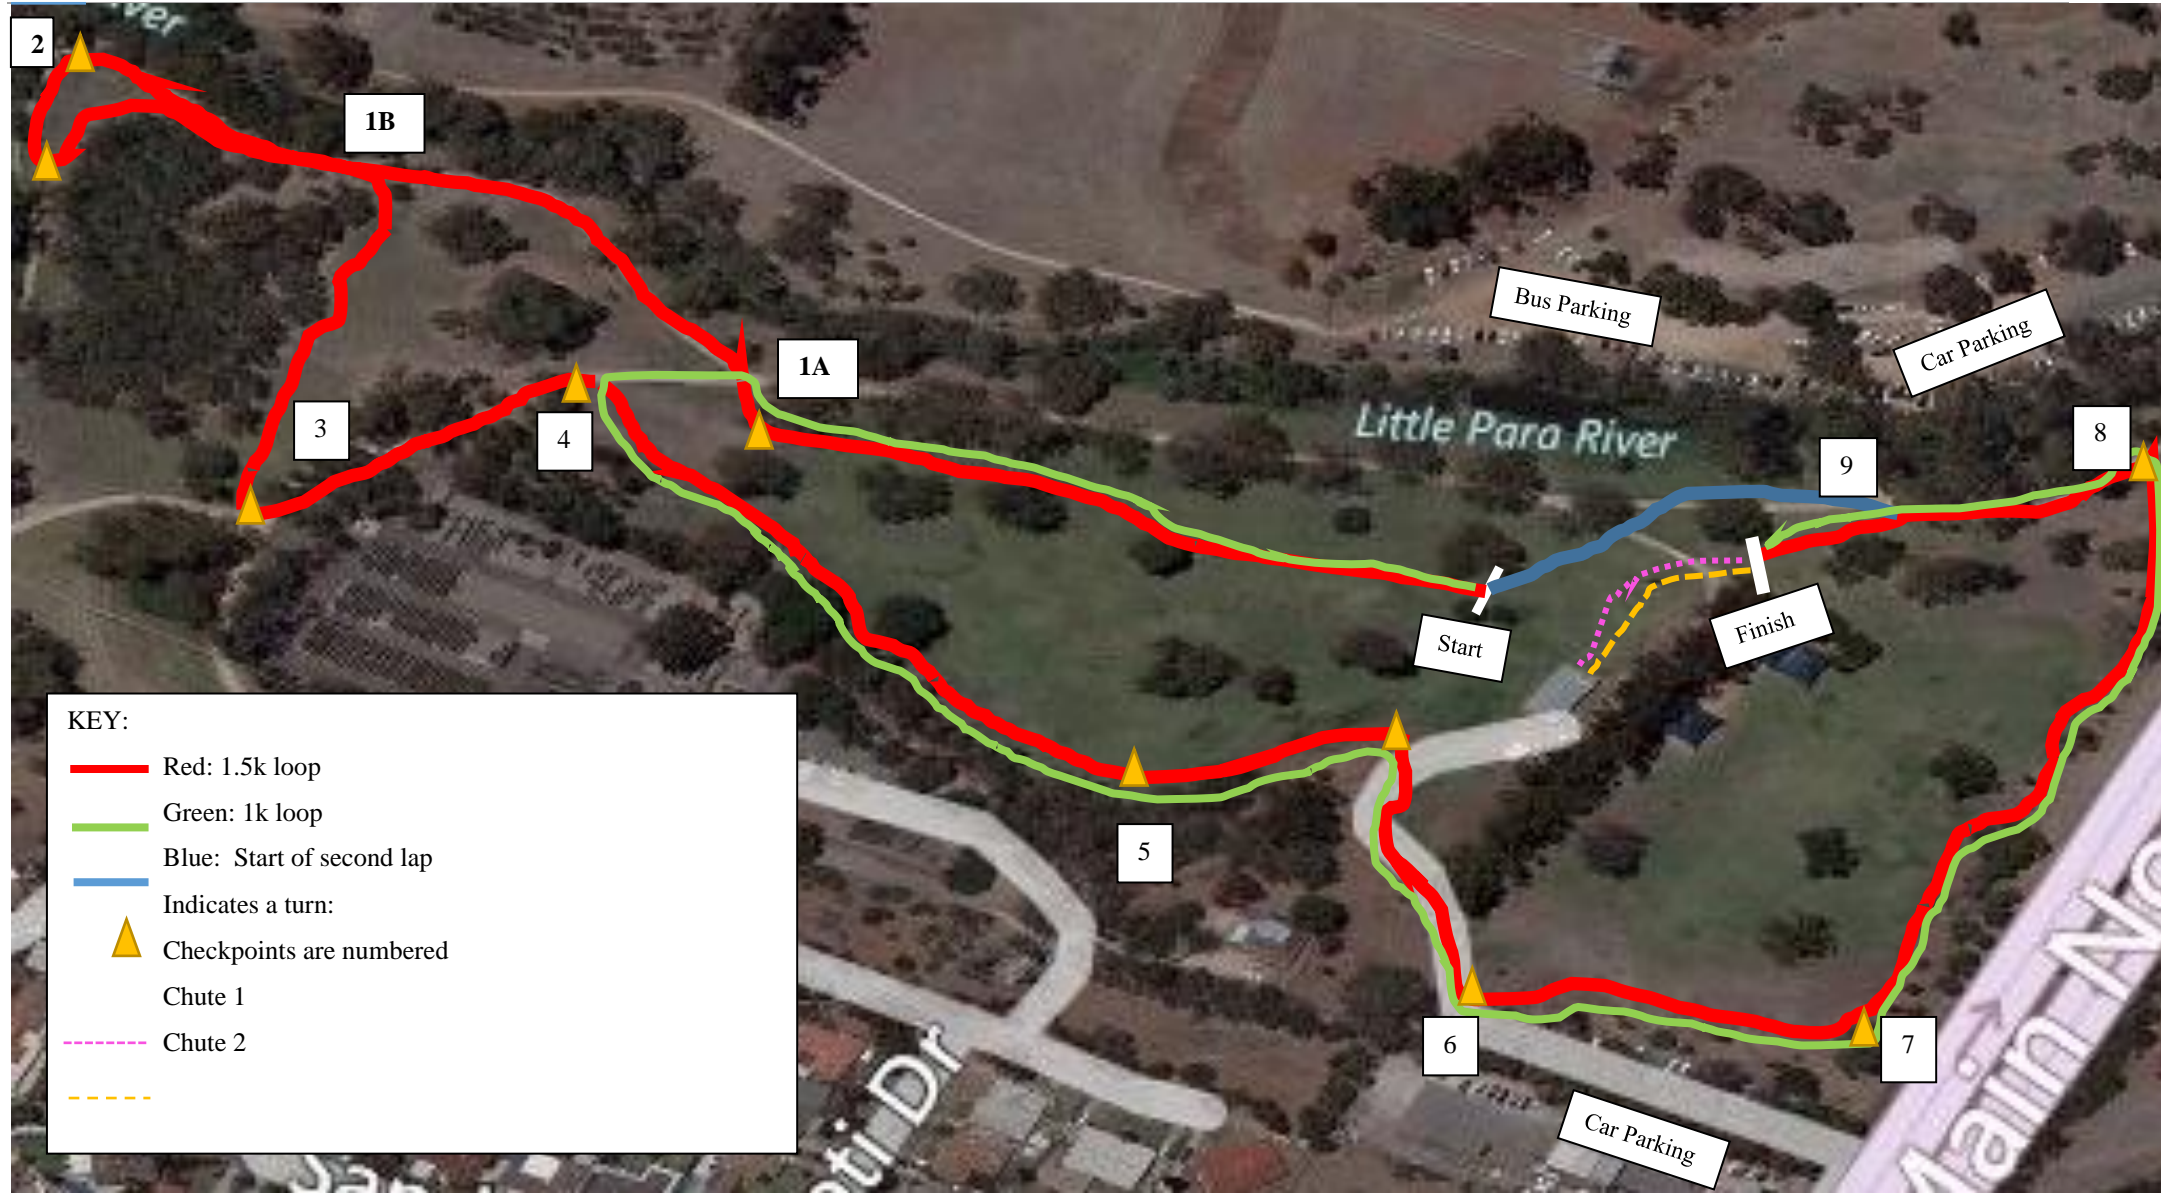 2
1B
1A
Bus Parking
Car Parking
Little Para River
3
4
8
9
Start
Finish
KEY:
Red: 1.5k loop
Green: 1k loop
Blue: Start of second lap
Indicates a turn:
Checkpoints are numbered
Chute 1
Chute 2
5
6
7
Car Parking